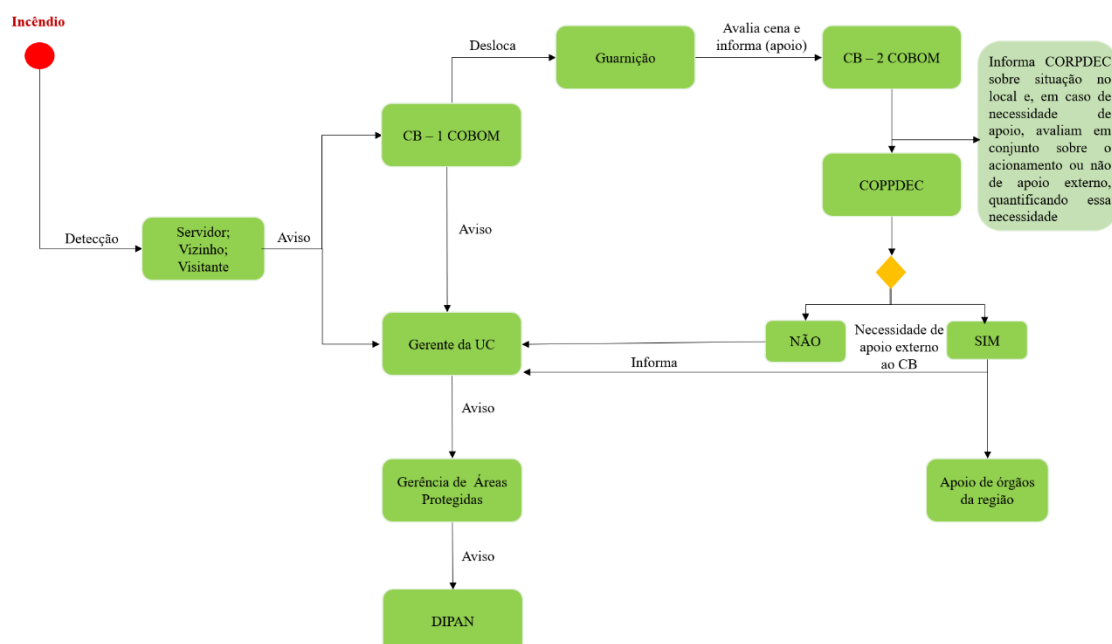 Incêndio
Detecção
Servidor;
Vizinho;
Visitante
Aviso
CB – 1 COBOM
Desloca
Guarnição
Avalia cena e
informa (apoio)
CB – 2 COBOM
Informa CORPDEC
sobre situação no
local e, em caso de
necessidade de
apoio, avaliam em
conjunto sobre o
acionamento ou não
de apoio externo,
quantificando essa
necessidade
COPPDEC
Aviso
Gerente da UC
NÃO
Necessidade de
apoio externo
ao CB
SIM
Informa
Aviso
Gerência de Áreas
Protegidas
Apoio de órgãos
da região
Aviso
DIPAN